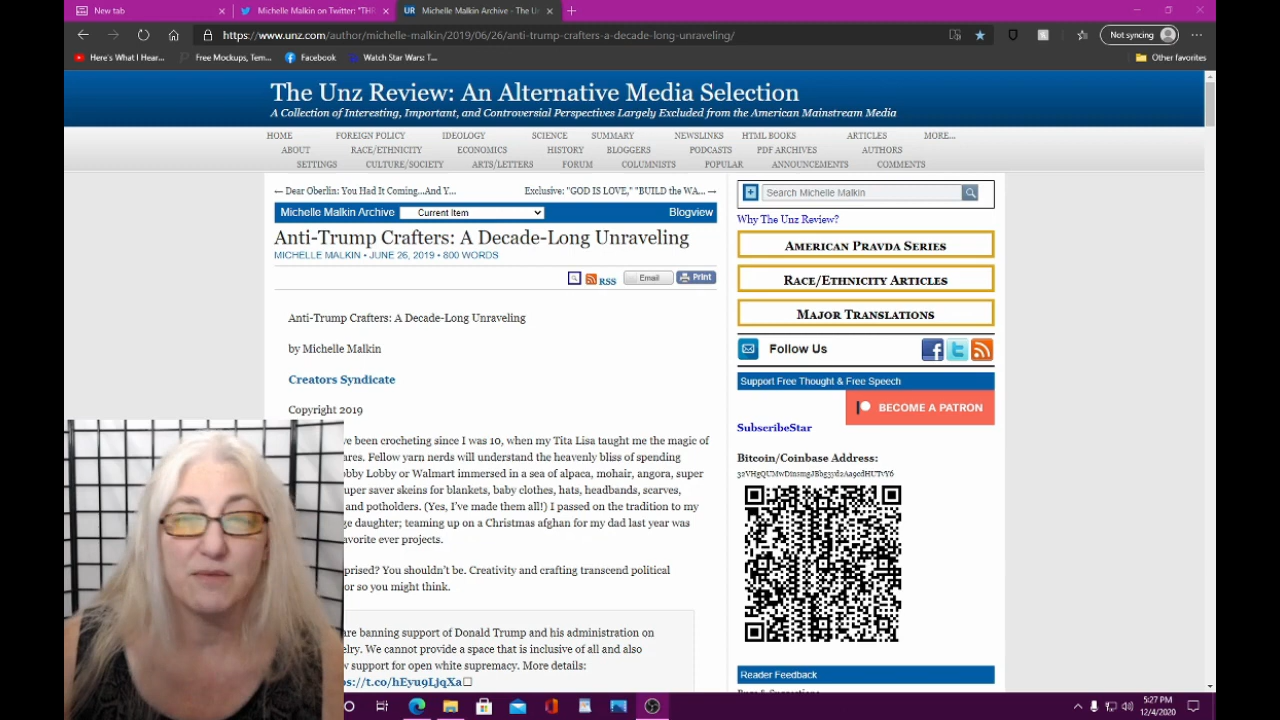 New tab
Michelle Malkin on Twitter: "THR
UR Michelle Malkin Archive - The U
https://www.unz.com/author/michelle-malkin/2019/06/26/anti-trump-crafters-a-decade-long-unraveling/
Not syncing
Here's What I Hear...
Free Mockups, Tem...
Facebook
Watch Star Wars: T...
Other favorites
The Unz Review: An Alternative Media Selection
A Collection of Interesting, Important, and Controversial Perspectives Largely Excluded from the American Mainstream Media
HOME FOREIGN POLICY IDEOLOGY SCIENCE SUMMARY NEWSLINKS HTML BOOKS ARTICLES MORE...
ABOUT RACE/ETHNICITY ECONOMICS HISTORY BLOGGERS PODCASTS PDF ARCHIVES AUTHORS
SETTINGS CULTURE/SOCIETY ARTS/LETTERS FORUM COLUMNISTS POPULAR ANNOUNCEMENTS COMMENTS
← Dear Oberlin: You Had It Coming...And Y...
Exclusive: "GOD IS LOVE," "BUILD the WA... →
Michelle Malkin Archive
Current Item
Blogview
Anti-Trump Crafters: A Decade-Long Unraveling
MICHELLE MALKIN • JUNE 26, 2019 • 800 WORDS
RSS
Email
Print
Anti-Trump Crafters: A Decade-Long Unraveling
by Michelle Malkin
Creators Syndicate
Copyright 2019
ve been crocheting since I was 10, when my Tita Lisa taught me the magic of
ares. Fellow yarn nerds will understand the heavenly bliss of spending
obby Lobby or Walmart immersed in a sea of alpaca, mohair, angora, super
uper saver skeins for blankets, baby clothes, hats, headbands, scarves,
and potholders. (Yes, I've made them all!) I passed on the tradition to my
ge daughter; teaming up on a Christmas afghan for my dad last year was
avorite ever projects.
prised? You shouldn't be. Creativity and crafting transcend political
or so you might think.
are banning support of Donald Trump and his administration on
elry. We cannot provide a space that is inclusive of all and also
w support for open white supremacy. More details:
ps://t.co/hEyu9LjqXa
Search Michelle Malkin
Why The Unz Review?
AMERICAN PRAVDA SERIES
RACE/ETHNICITY ARTICLES
MAJOR TRANSLATIONS
Follow Us
Support Free Thought & Free Speech
BECOME A PATRON
SubscribeStar
Bitcoin/Coinbase Address:
Reader Feedback
5:27 PM
12/4/2020